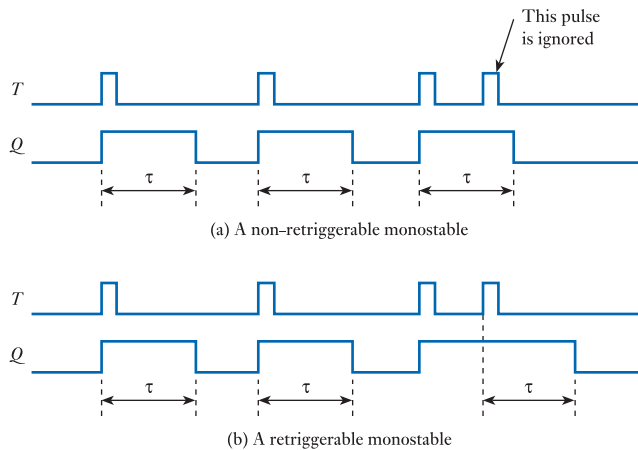 This pulse
is ignored
T
Q
τ τ τ
(a) A non–retriggerable monostable
T
Q
τ τ τ
(b) A retriggerable monostable